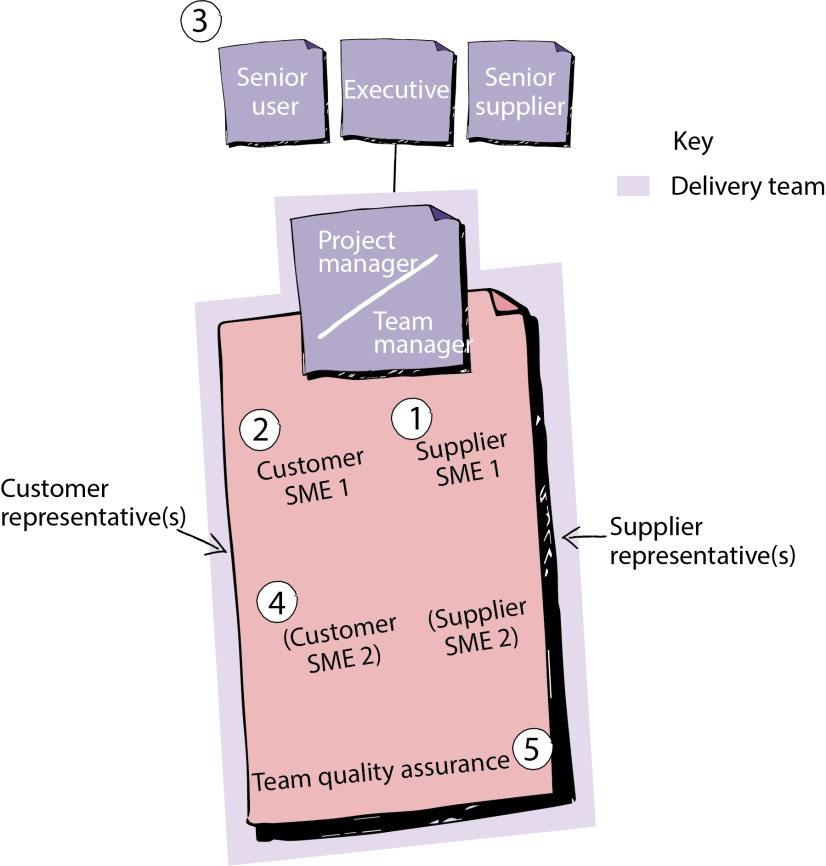 3
Senior
user
Executive
Senior
supplier
Key
Delivery team
Project
manager
Team
manager
2
Customer
SME 1
1
Supplier
SME 1
Customer
representative(s)
Supplier
representative(s)
4
(Customer
SME 2)
(Supplier
SME 2)
Team quality assurance
5